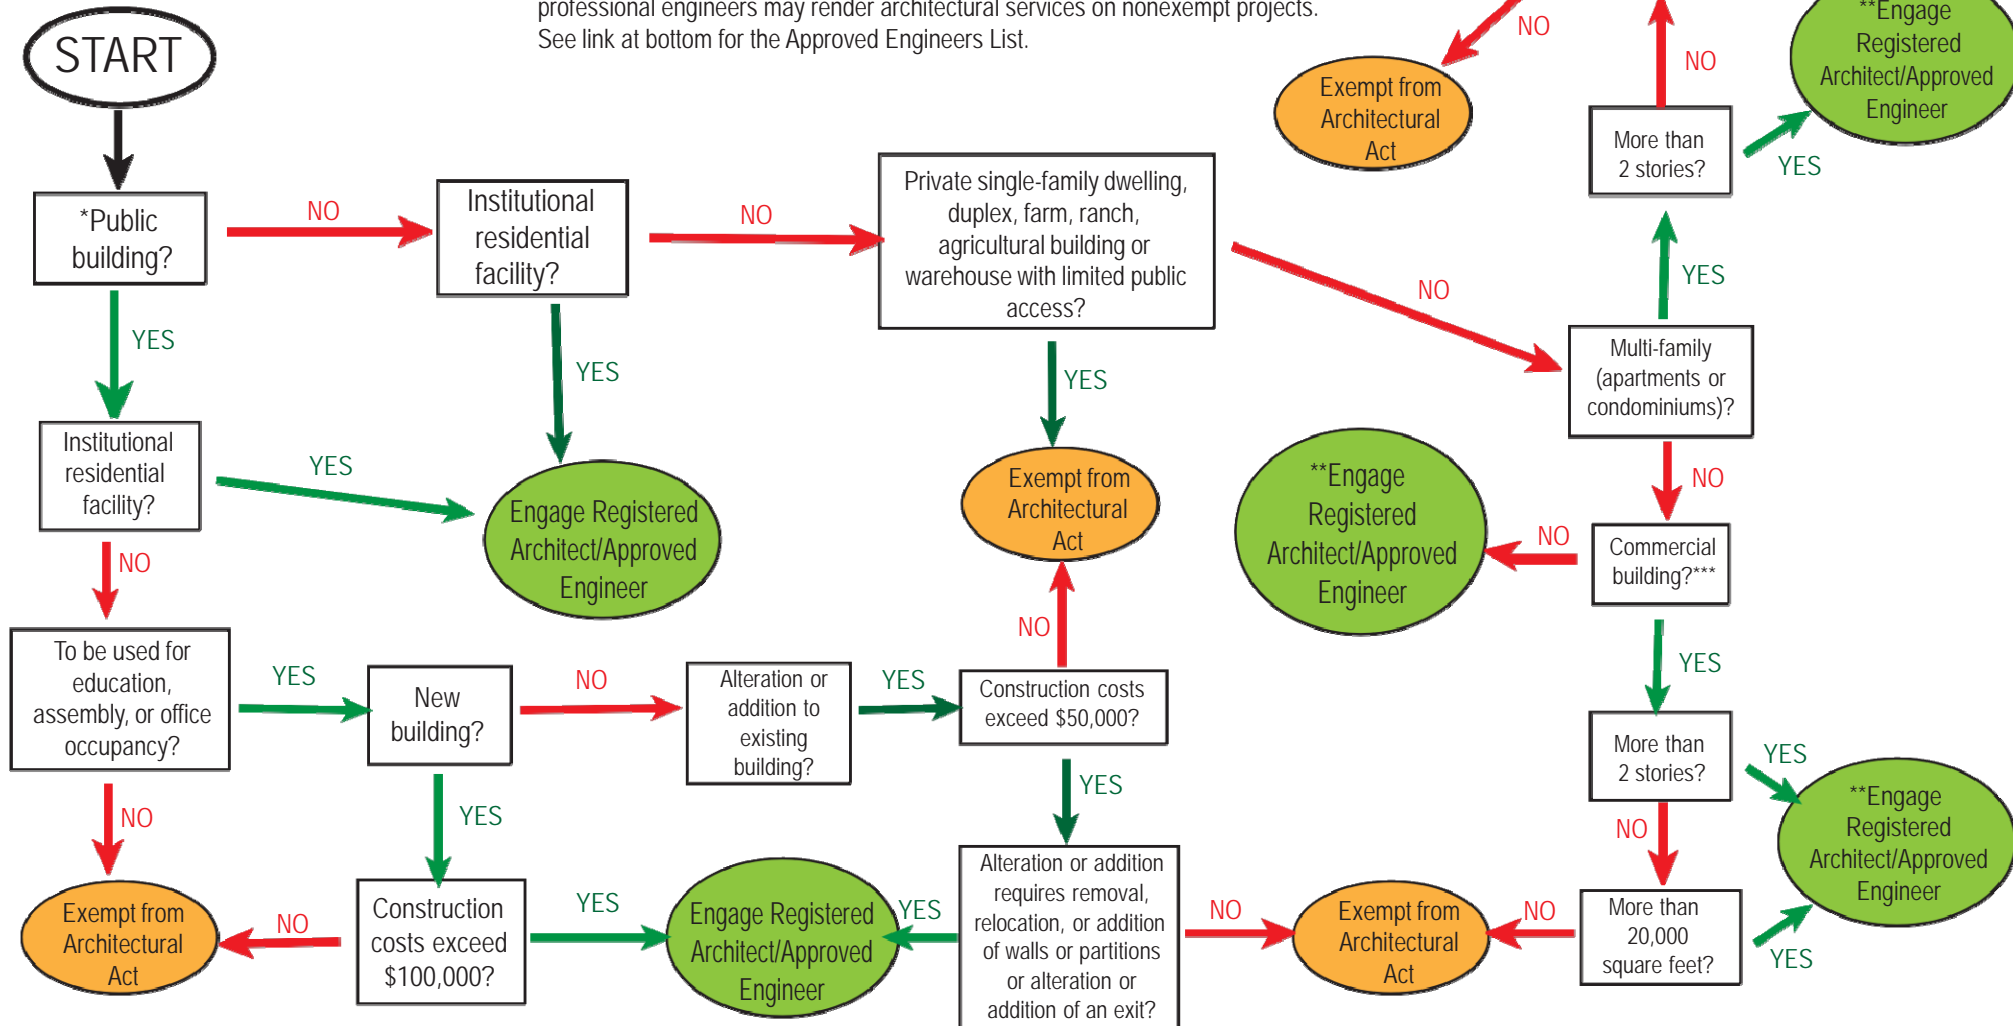 professional engineers may render architectural services on nonexempt projects.
See link at bottom for the Approved Engineers List.
START
NO
Exempt from
Architectural
Act
NO
**Engage
Registered
Architect/Approved
Engineer
More than
2 stories?
YES
*Public
building?
NO
Institutional
residential
facility?
NO
Private single-family dwelling,
duplex, farm, ranch,
agricultural building or
warehouse with limited public
access?
NO
YES
Multi-family
(apartments or
condominiums)?
YES
YES
YES
Institutional
residential
facility?
YES
Engage Registered
Architect/Approved
Engineer
Exempt from
Architectural
Act
**Engage
Registered
Architect/Approved
Engineer
NO
NO
Commercial
building?***
NO
To be used for
education,
assembly, or office
occupancy?
YES
New
building?
NO
Alteration or
addition to
existing
building?
YES
NO
Construction costs
exceed $50,000?
YES
More than
2 stories?
YES
**Engage
Registered
Architect/Approved
Engineer
NO
YES
YES
NO
Exempt from
Architectural
Act
NO
Construction
costs exceed
$100,000?
YES
Engage Registered
Architect/Approved
Engineer
YES
Alteration or addition
requires removal,
relocation, or addition
of walls or partitions
or alteration or
addition of an exit?
NO
Exempt from
Architectural
Act
NO
More than
20,000
square feet?
YES